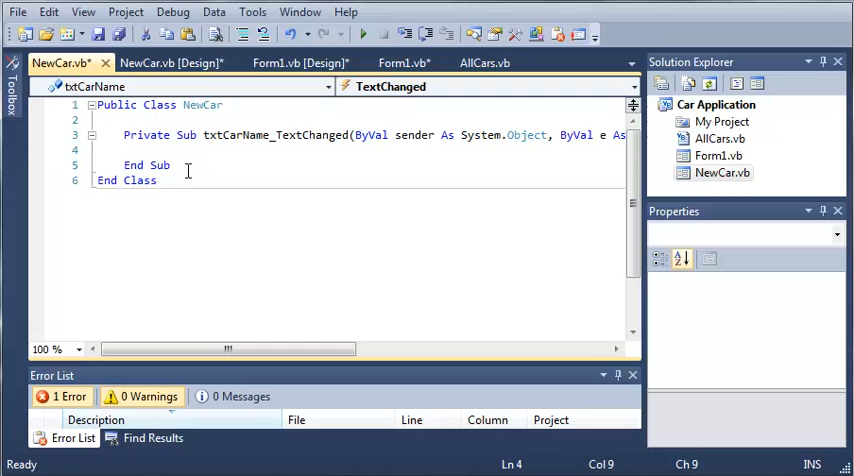 File Edit View Project Debug Data Tools Window Help
NewCar.vb* NewCar.vb [Design]* Form1.vb [Design]* Form1.vb* AllCars.vb
Solution Explorer
Toolbox
txtCarName TextChanged
1 Public Class NewCar
2
3 Private Sub txtCarName_TextChanged(ByVal sender As System.Object, ByVal e As
4
5 End Sub
6 End Class
Car Application
My Project
AllCars.vb
Form1.vb
NewCar.vb
Properties
100 %
Error List
1 Error 0 Warnings 0 Messages
Description File Line Column Project
Error List Find Results
Ready Ln 4 Col 9 Ch 9 INS